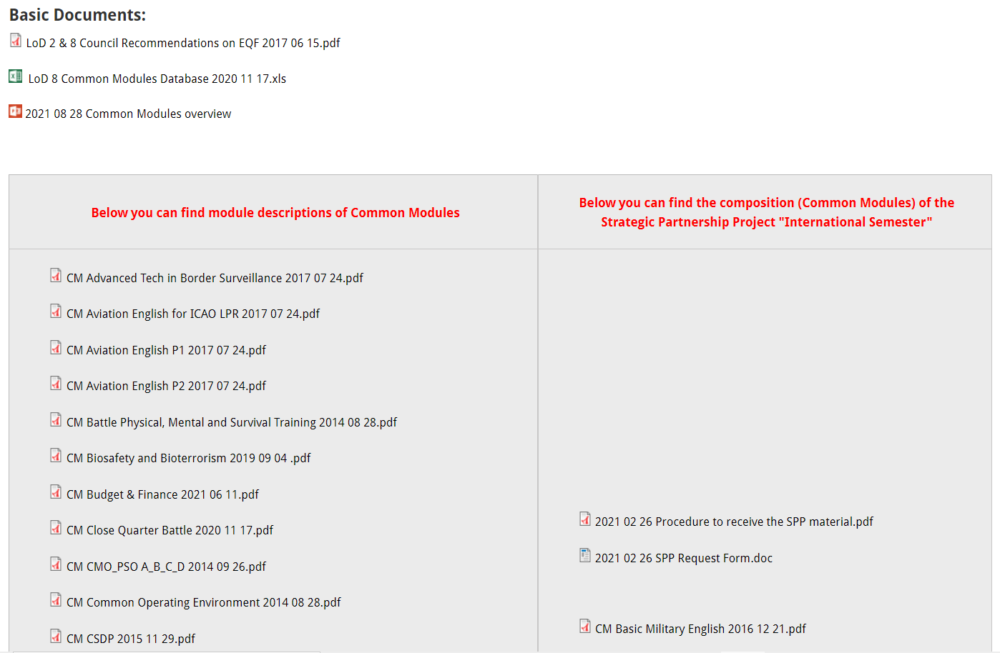 Basic Documents:
LoD 2 & 8 Council Recommendations on EQF 2017 06 15.pdf
LoD 8 Common Modules Database 2020 11 17.xls
2021 08 28 Common Modules overview
Below you can find module descriptions of Common Modules
Below you can find the composition (Common Modules) of the
Strategic Partnership Project "International Semester"
CM Advanced Tech in Border Surveillance 2017 07 24.pdf
CM Aviation English for ICAO LPR 2017 07 24.pdf
CM Aviation English P1 2017 07 24.pdf
CM Aviation English P2 2017 07 24.pdf
CM Battle Physical, Mental and Survival Training 2014 08 28.pdf
CM Biosafety and Bioterrorism 2019 09 04 .pdf
CM Budget & Finance 2021 06 11.pdf
CM Close Quarter Battle 2020 11 17.pdf
CM CMO_PSO A_B_C_D 2014 09 26.pdf
CM Common Operating Environment 2014 08 28.pdf
CM CSDP 2015 11 29.pdf
2021 02 26 Procedure to receive the SPP material.pdf
2021 02 26 SPP Request Form.doc
CM Basic Military English 2016 12 21.pdf